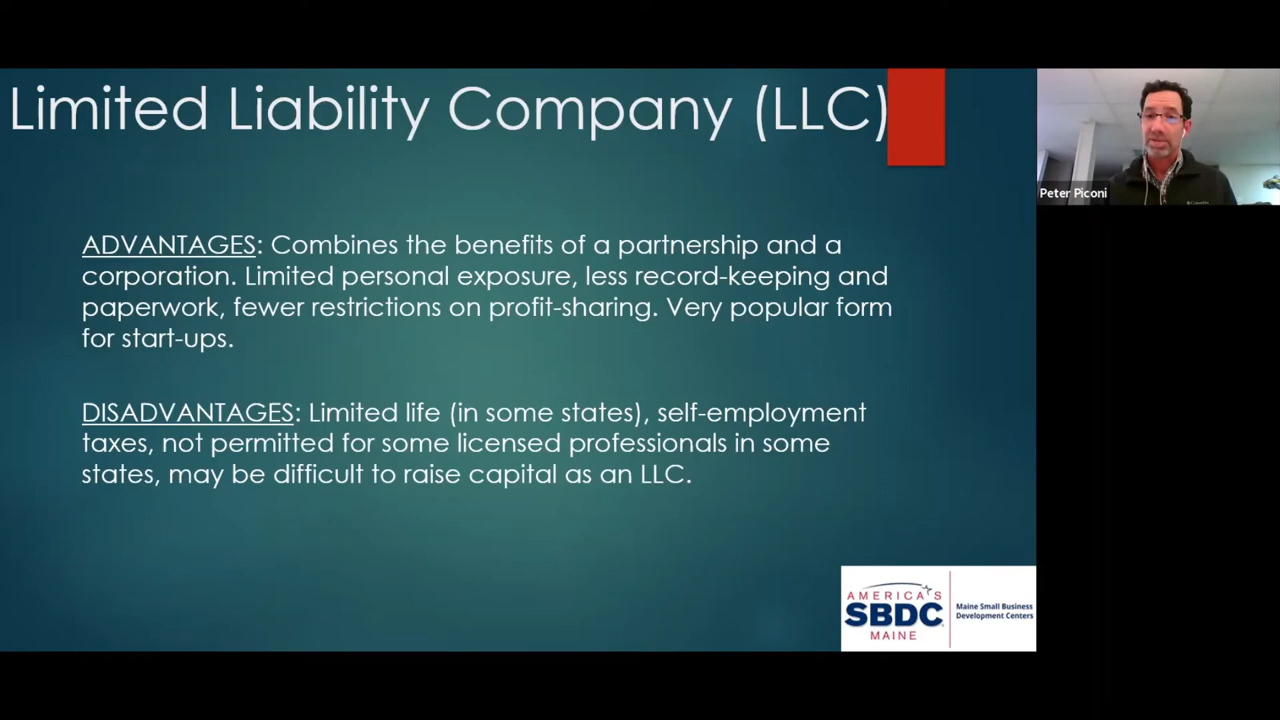 Limited Liability Company (LLC)
Peter Piconi
ADVANTAGES: Combines the benefits of a partnership and a
corporation. Limited personal exposure, less record-keeping and
paperwork, fewer restrictions on profit-sharing. Very popular form
for start-ups.
DISADVANTAGES: Limited life (in some states), self-employment
taxes, not permitted for some licensed professionals in some
states, may be difficult to raise capital as an LLC.
AMERICA'S
SBDC
MAINE
Maine Small Business
Development Centers